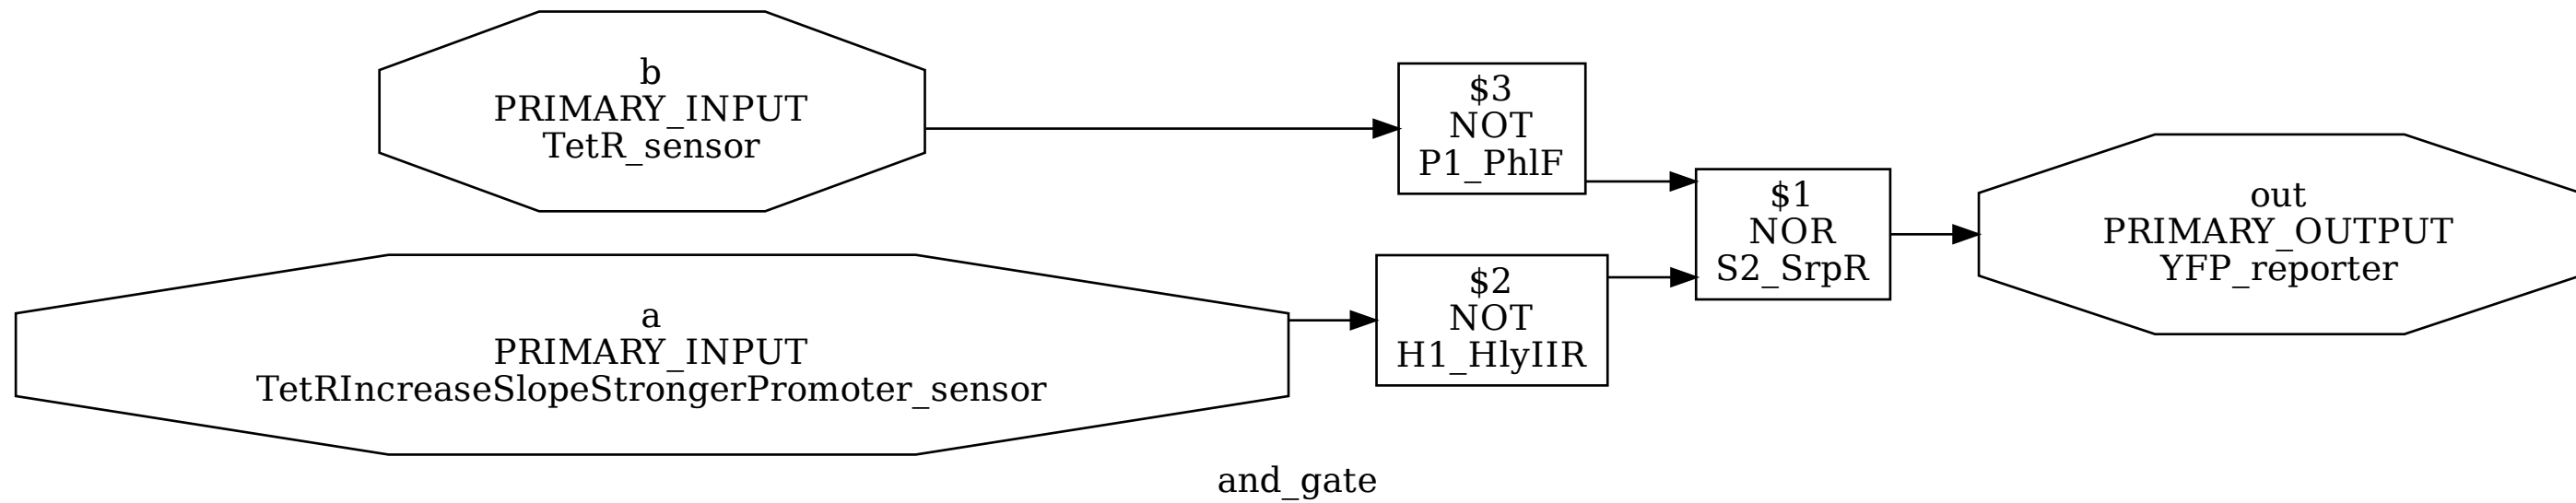 b
PRIMARY_INPUT
TetR_sensor
a
PRIMARY_INPUT
TetRIncreaseSlopeStrongerPromoter_sensor
$3
NOT
P1_PhlF
$2
NOT
H1_HlyIIR
$1
NOR
S2_SrpR
out
PRIMARY_OUTPUT
YFP_reporter
and_gate